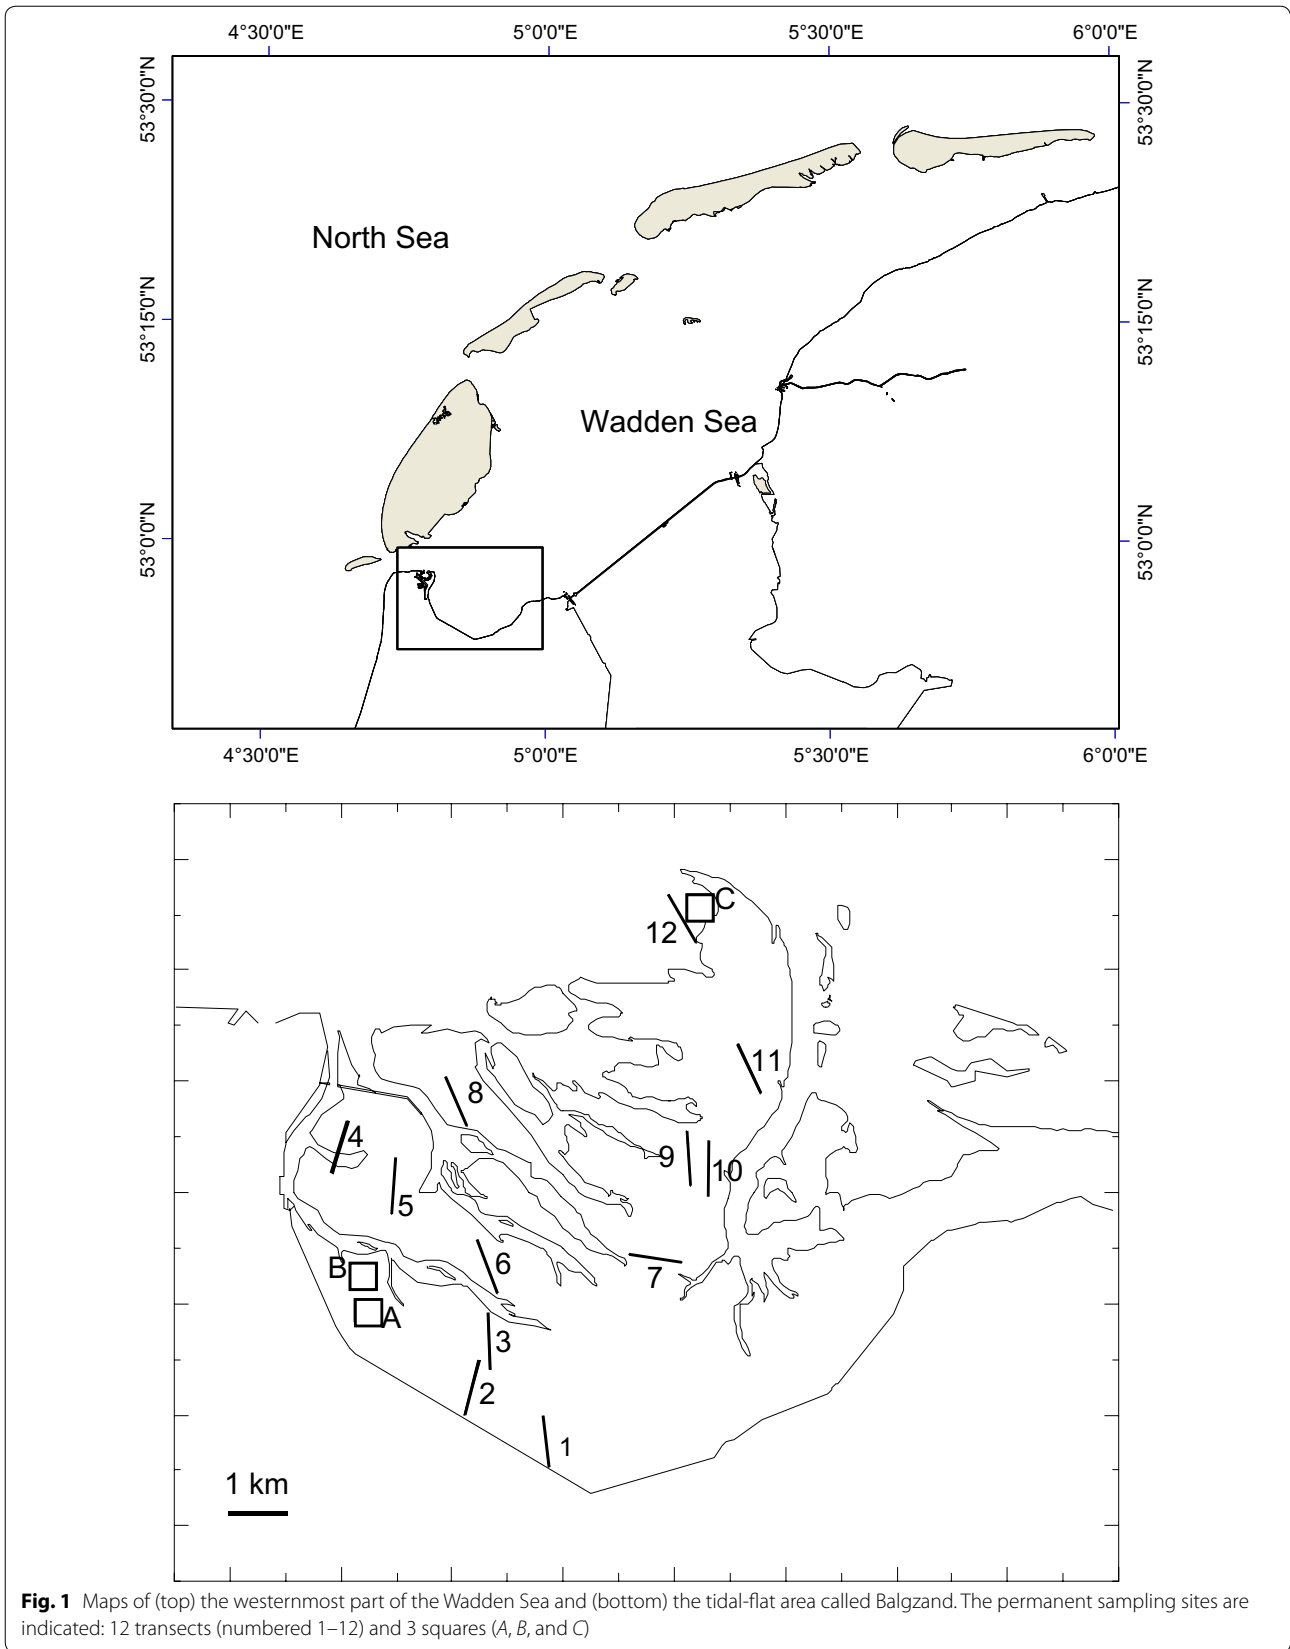 4°30'0"E 5°0'0"E 5°30'0"E 6°0'0"E
53°30'0"N 53°30'0"N
North Sea
53°15'0"N 53°15'0"N
Wadden Sea
53°0'0"N 53°0'0"N
4°30'0"E 5°0'0"E 5°30'0"E 6°0'0"E
C
12
11
8
4
9 10
5
6
B 7
A
3
2
1
1 km
Fig. 1 Maps of (top) the westernmost part of the Wadden Sea and (bottom) the tidal-flat area called Balgzand. The permanent sampling sites are
indicated: 12 transects (numbered 1–12) and 3 squares (A, B, and C)